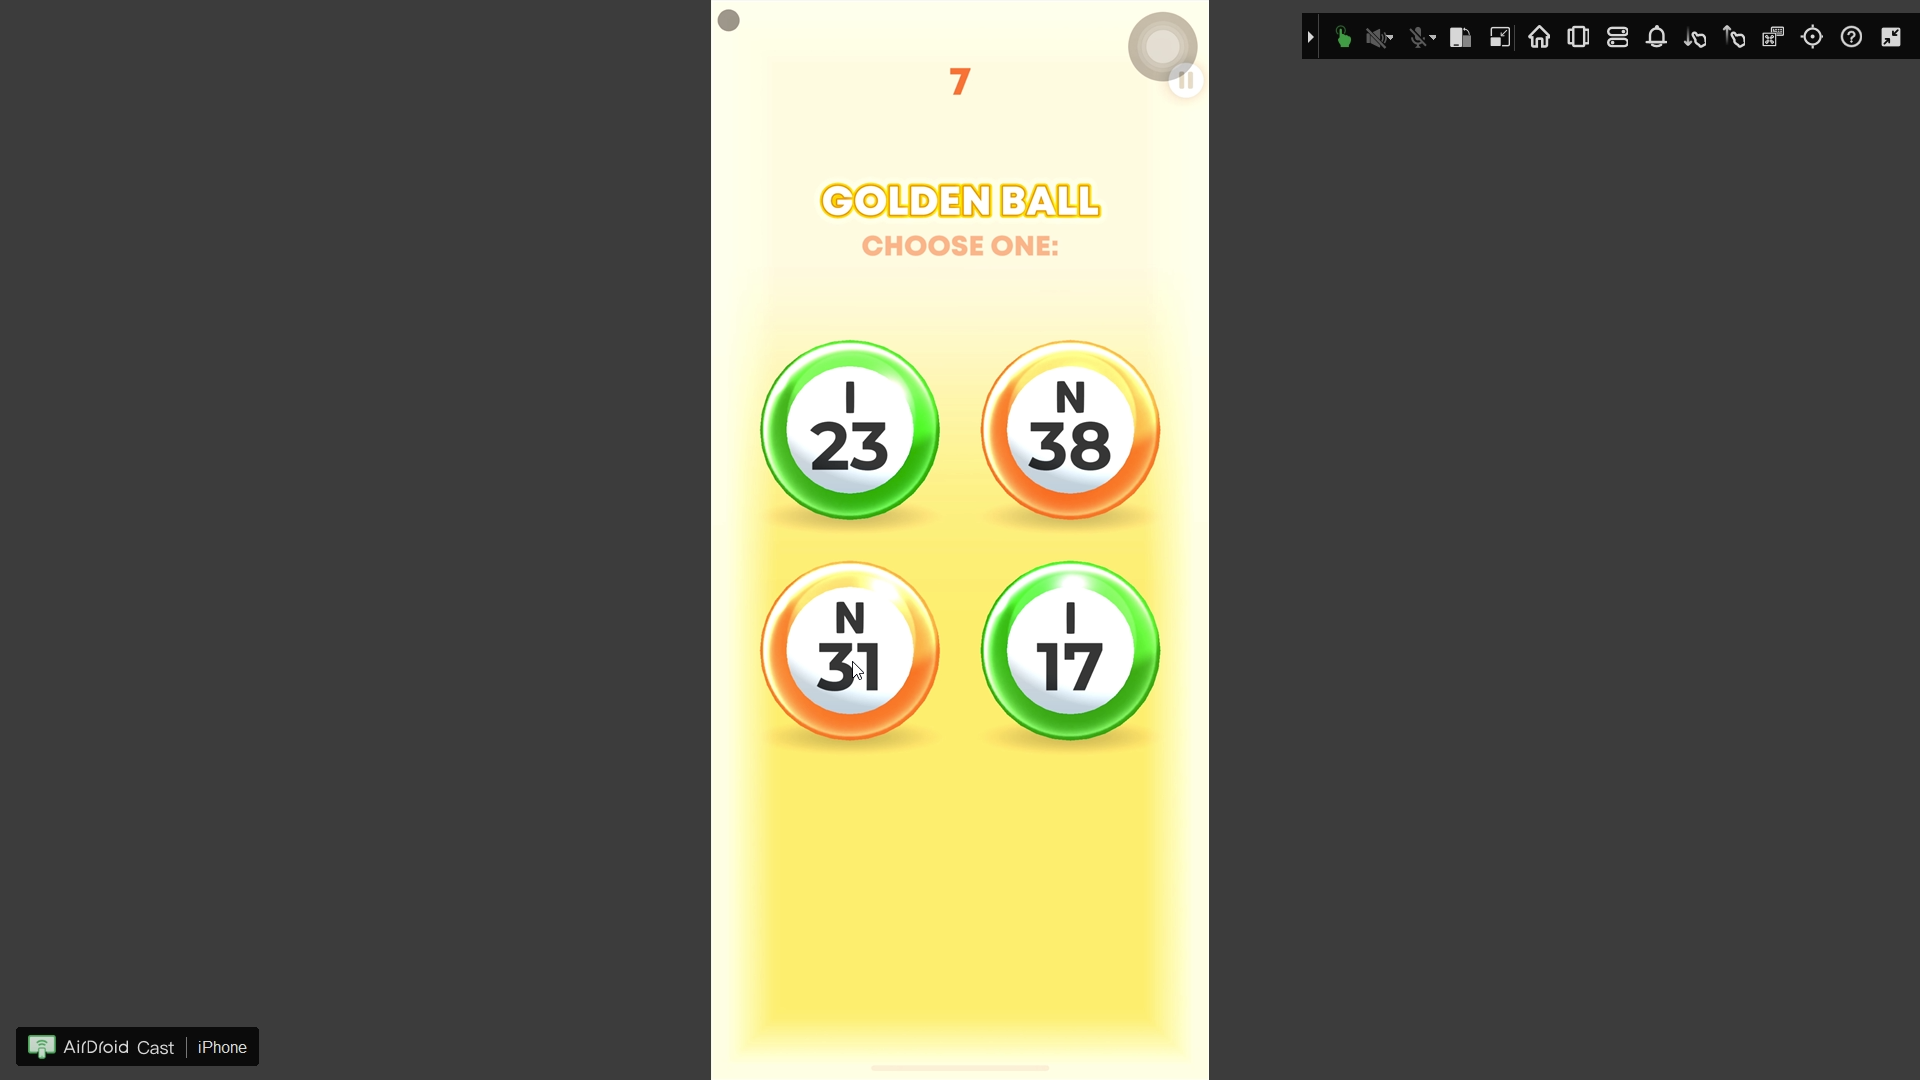 7
GOLDEN BALL
CHOOSE ONE:
I
23
N
38
N
31
I
17
AirDroid Cast | iPhone